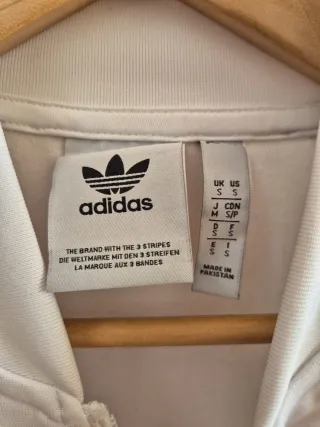 adidas
THE BRAND WITH THE 3 STRIPES
DIE WELTMARKE MIT DEN 3 STREIFEN
LA MARQUE AUX 3 BANDES
UK US
S S
J CDN
M S/P
D F
S S
E I
S S
MADE IN
PAKISTAN